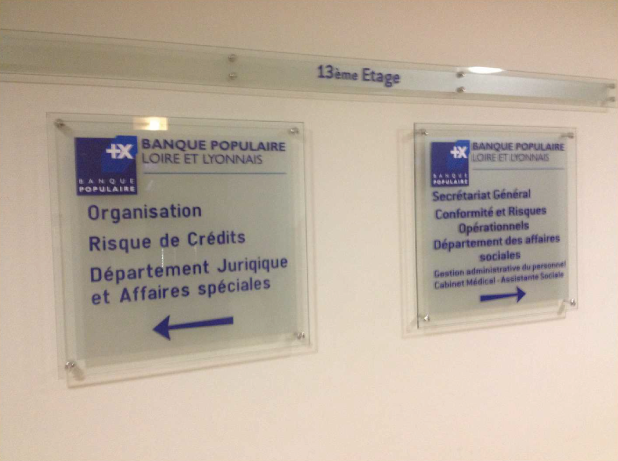 13ème Etage
BANQUE POPULAIRE
LOIRE ET LYONNAIS
BANQUE
POPULAIRE
Organisation
Risque de Crédits
Département Juriqique
et Affaires spéciales
BANQUE POPULAIRE
LOIRE ET LYONNAIS
BANQUE
POPULAIRE
Secrétariat Général
Conformité et Risques
Opérationnels
Département des affaires
sociales
Gestion administrative du personnel
Cabinet Médical - Assistante Sociale